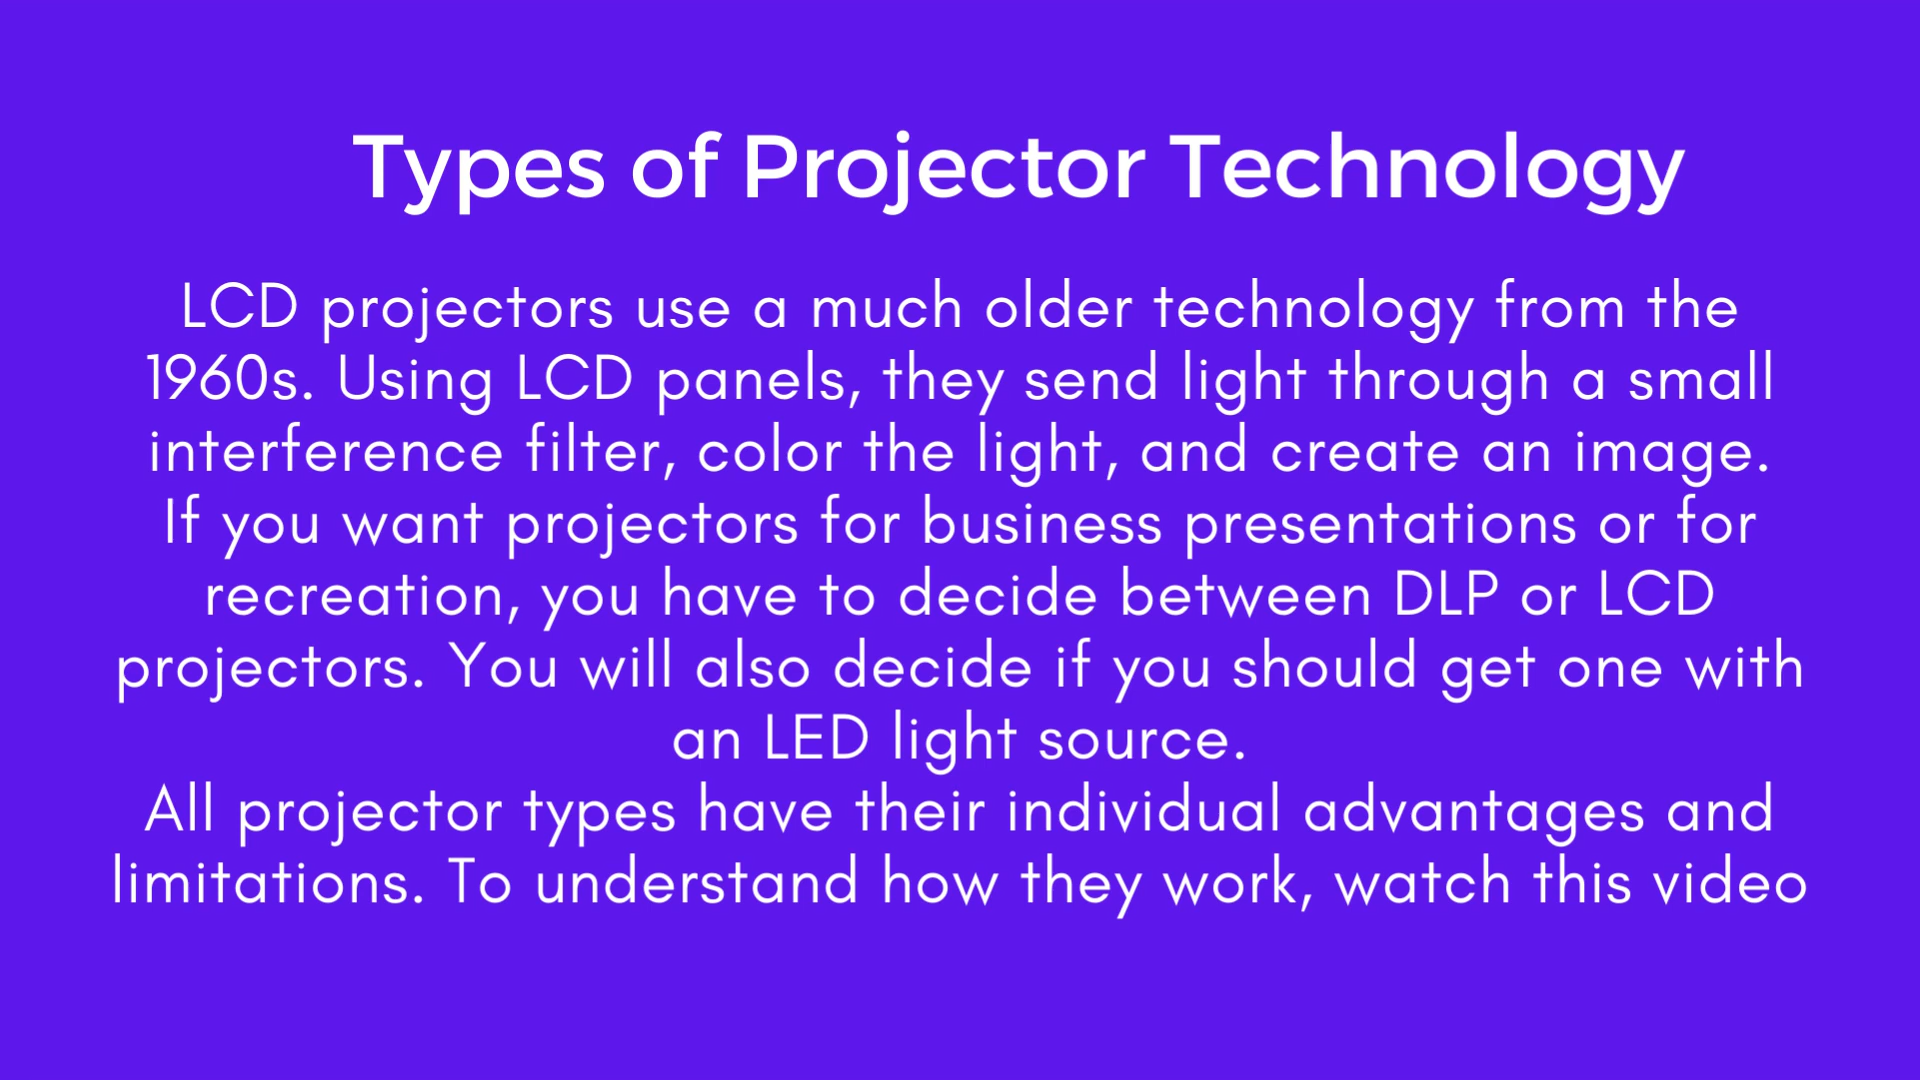 Types of Projector Technology
LCD projectors use a much older technology from the
1960s. Using LCD panels, they send light through a small
interference filter, color the light, and create an image.
If you want projectors for business presentations or for
recreation, you have to decide between DLP or LCD
projectors. You will also decide if you should get one with
an LED light source.
All projector types have their individual advantages and
limitations. To understand how they work, watch this video